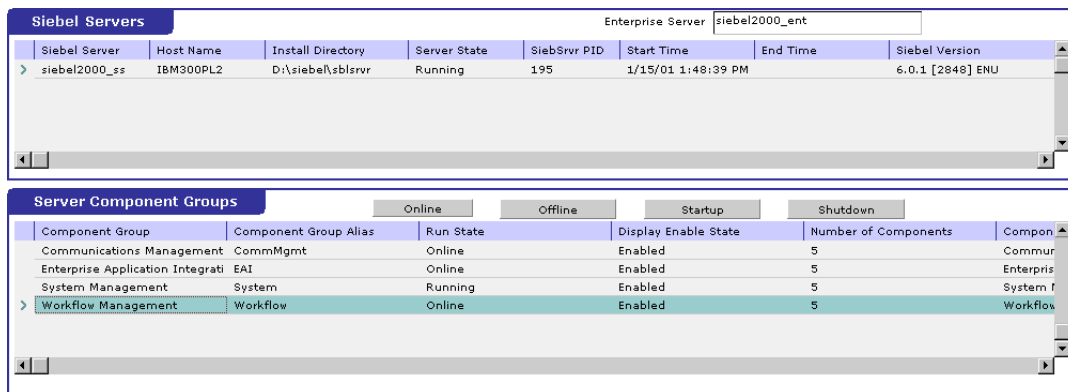 Siebel Servers Enterprise Server siebel2000_ent
Siebel Server Host Name Install Directory Server State SiebSrvr PID Start Time End Time Siebel Version
siebel2000_ss IBM300PL2 D:\siebel\sblsrvr Running 195 1/15/01 1:48:39 PM 6.0.1 [2848] ENU
Server Component Groups Online Offline Startup Shutdown
Component Group Component Group Alias Run State Display Enable State Number of Components Compon
Communications Management CommMgmt Online Enabled 5 Commur
Enterprise Application Integrati EAI Online Enabled 5 Enterpris
System Management System Running Enabled 5 System
Workflow Management Workflow Online Enabled 5 Workflow